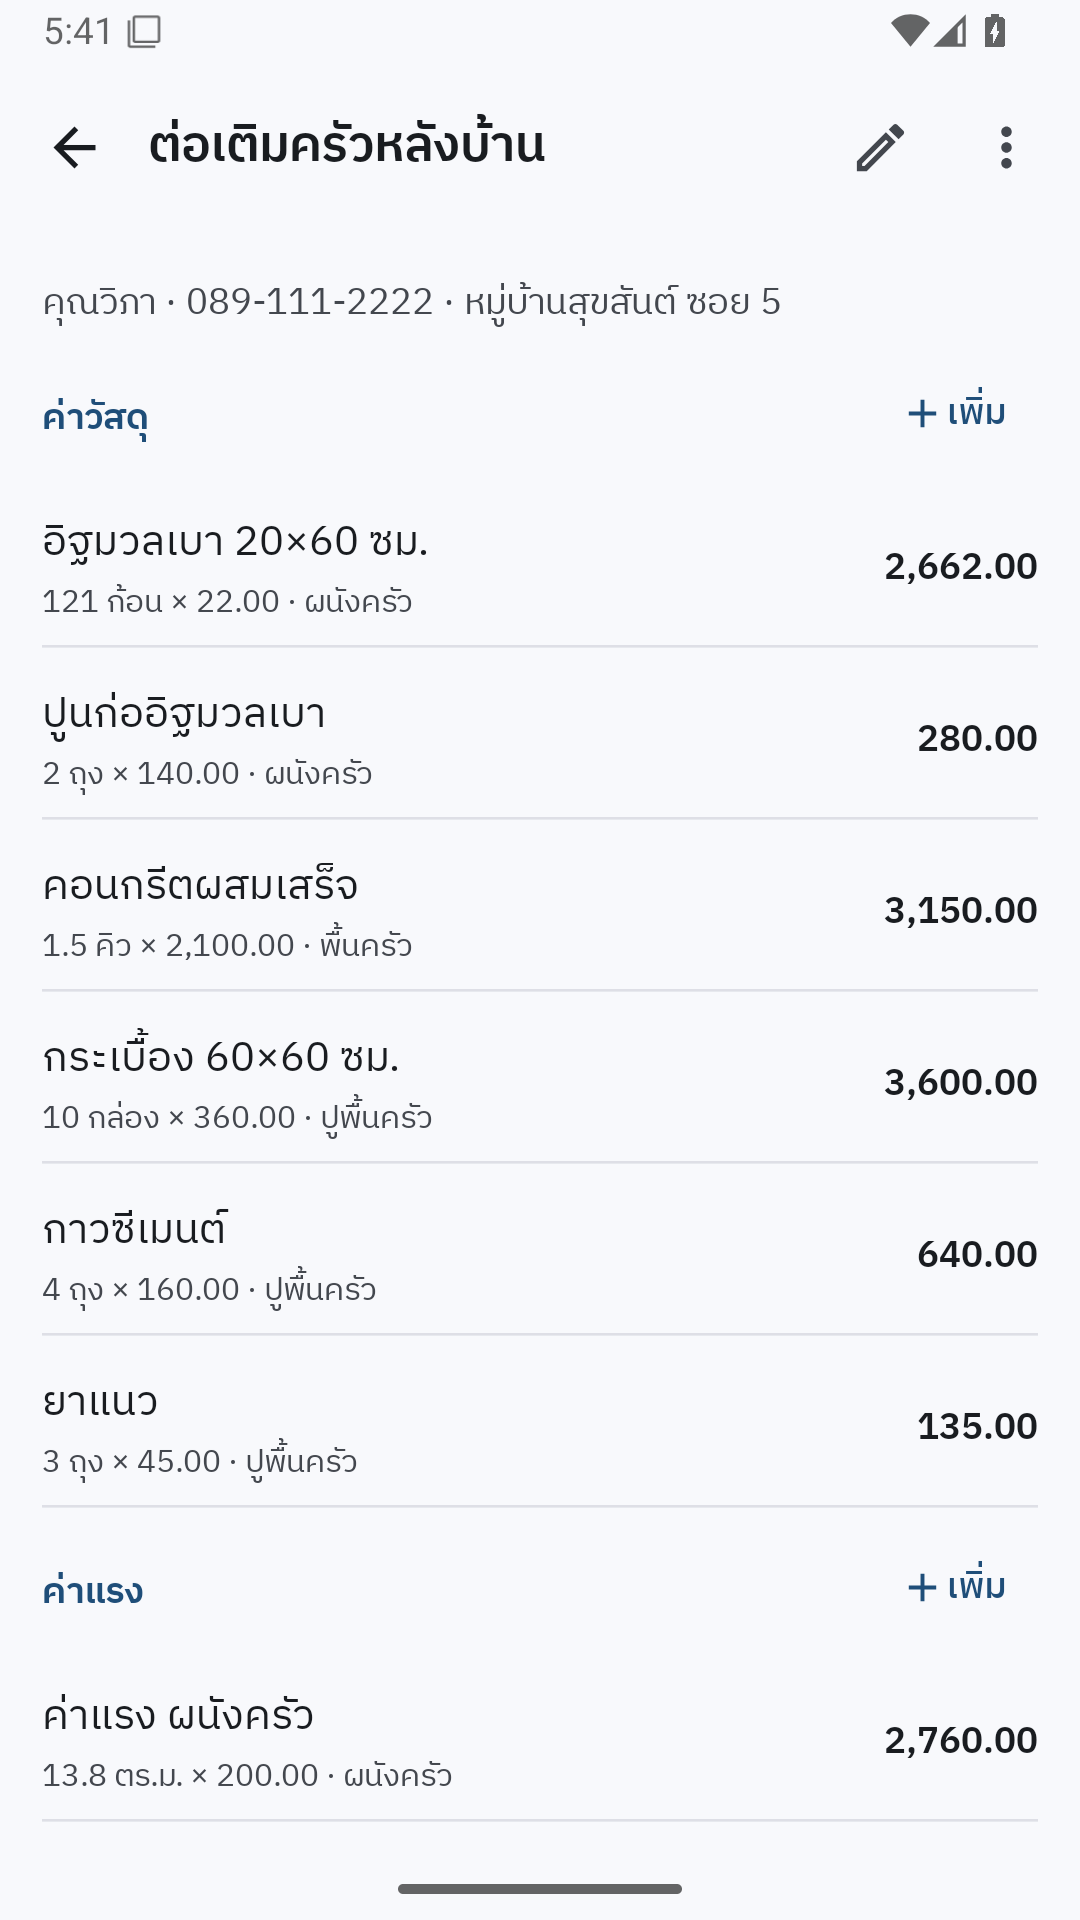 5:41
ต่อเติมครัวหลังบ้าน
คุณวิภา · 089-111-2222 · หมู่บ้านสุขสันต์ ซอย 5
ค่าวัสดุ
+ เพิ่ม
อิฐมวลเบา 20×60 ซม.
2,662.00
121 ก้อน × 22.00 · ผนังครัว
ปูนก่ออิฐมวลเบา
280.00
2 ถุง × 140.00 · ผนังครัว
คอนกรีตผสมเสร็จ
3,150.00
1.5 คิว × 2,100.00 · พื้นครัว
กระเบื้อง 60×60 ซม.
3,600.00
10 กล่อง × 360.00 · ปูพื้นครัว
กาวซีเมนต์
640.00
4 ถุง × 160.00 · ปูพื้นครัว
ยาแนว
135.00
3 ถุง × 45.00 · ปูพื้นครัว
ค่าแรง
+ เพิ่ม
ค่าแรง ผนังครัว
2,760.00
13.8 ตร.ม. × 200.00 · ผนังครัว